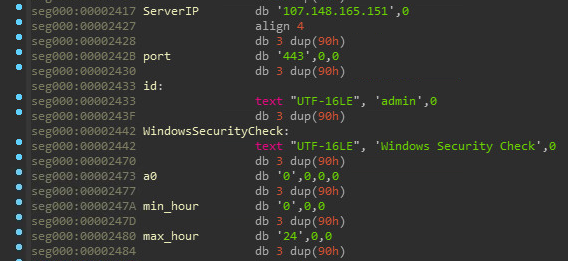 seg000:00002417 ServerIP db '107.148.165.151',0
seg000:00002427 align 4
seg000:00002428 db 3 dup(90h)
seg000:0000242B port db '443',0,0
seg000:00002430 db 3 dup(90h)
seg000:00002433 id:
seg000:00002433 text "UTF-16LE", 'admin',0
seg000:0000243F db 3 dup(90h)
seg000:00002442 WindowsSecurityCheck:
seg000:00002442 text "UTF-16LE", 'Windows Security Check',0
seg000:00002470 db 3 dup(90h)
seg000:00002473 a0 db '0',0,0,0
seg000:00002477 db 3 dup(90h)
seg000:0000247A min_hour db '0',0,0
seg000:0000247D db 3 dup(90h)
seg000:00002480 max_hour db '24',0,0
seg000:00002484 db 3 dup(90h)